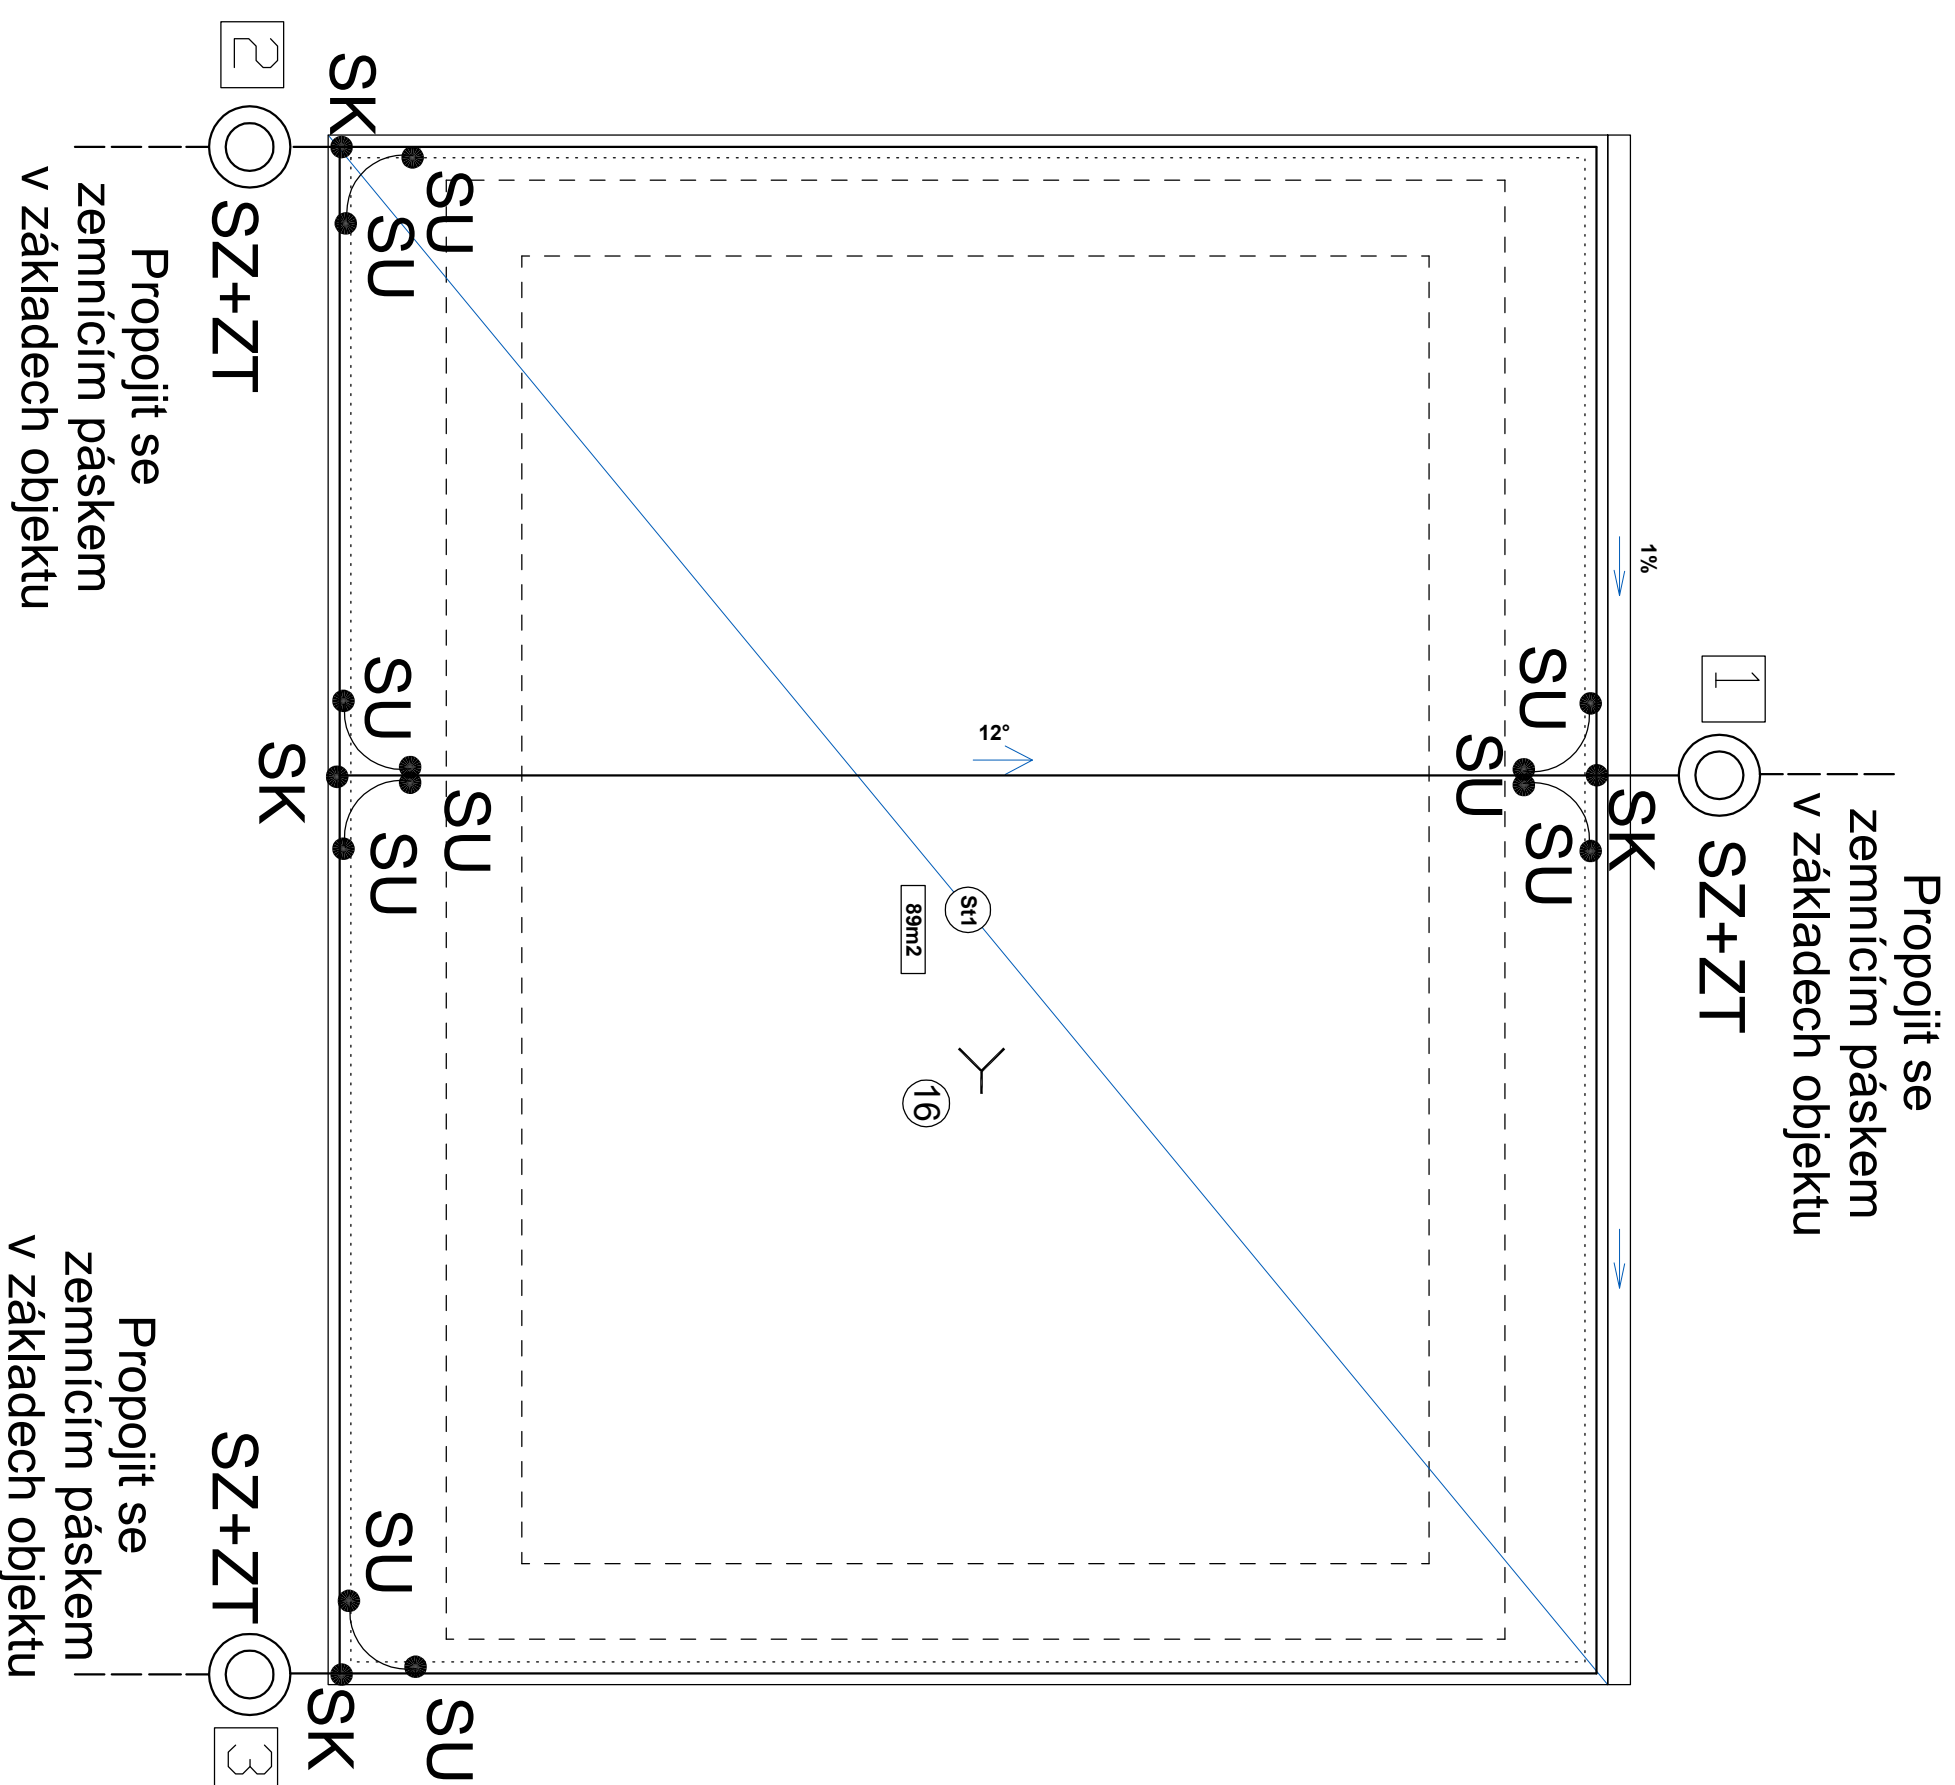 Propojit se
zemnícím páskem
v základech objektu
1
SZ+ZT
SK
1%
SU
SU
SU
12°
St1
89m2
16
SU
SU
SU
SK
SK
SU
SU
2
SZ+ZT
Propojit se
zemnícím páskem
v základech objektu
SU
SU
SK
3
SZ+ZT
Propojit se
zemnícím páskem
v základech objektu